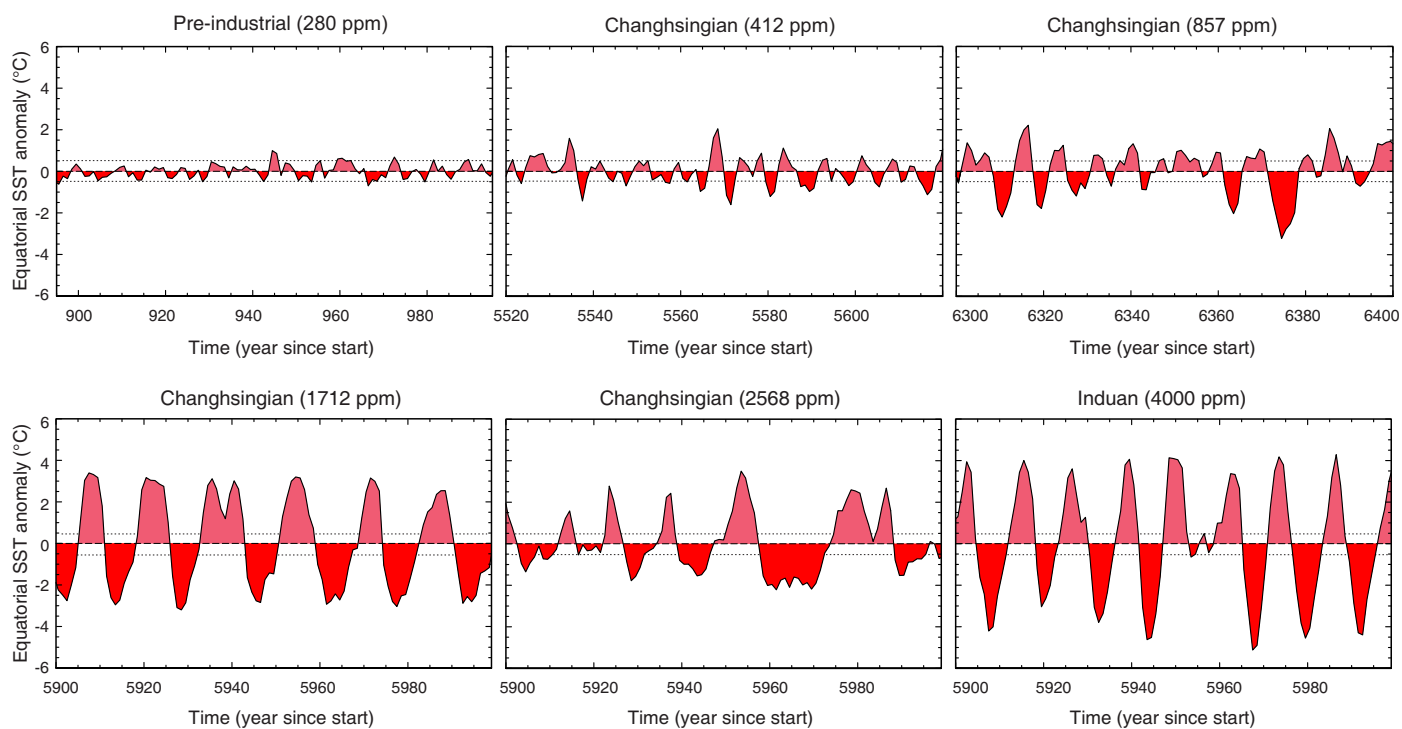 Pre-industrial (280 ppm)
Changhsingian (412 ppm)
Changhsingian (857 ppm)
Equatorial SST anomaly (°C)
6
4
2
0
-2
-4
-6
900 920 940 960 980
5520 5540 5560 5580 5600
6300 6320 6340 6360 6380 6400
Time (year since start)
Time (year since start)
Time (year since start)
Changhsingian (1712 ppm)
Changhsingian (2568 ppm)
Induan (4000 ppm)
Equatorial SST anomaly (°C)
6
4
2
0
-2
-4
-6
5900 5920 5940 5960 5980
5900 5920 5940 5960 5980
5900 5920 5940 5960 5980
Time (year since start)
Time (year since start)
Time (year since start)